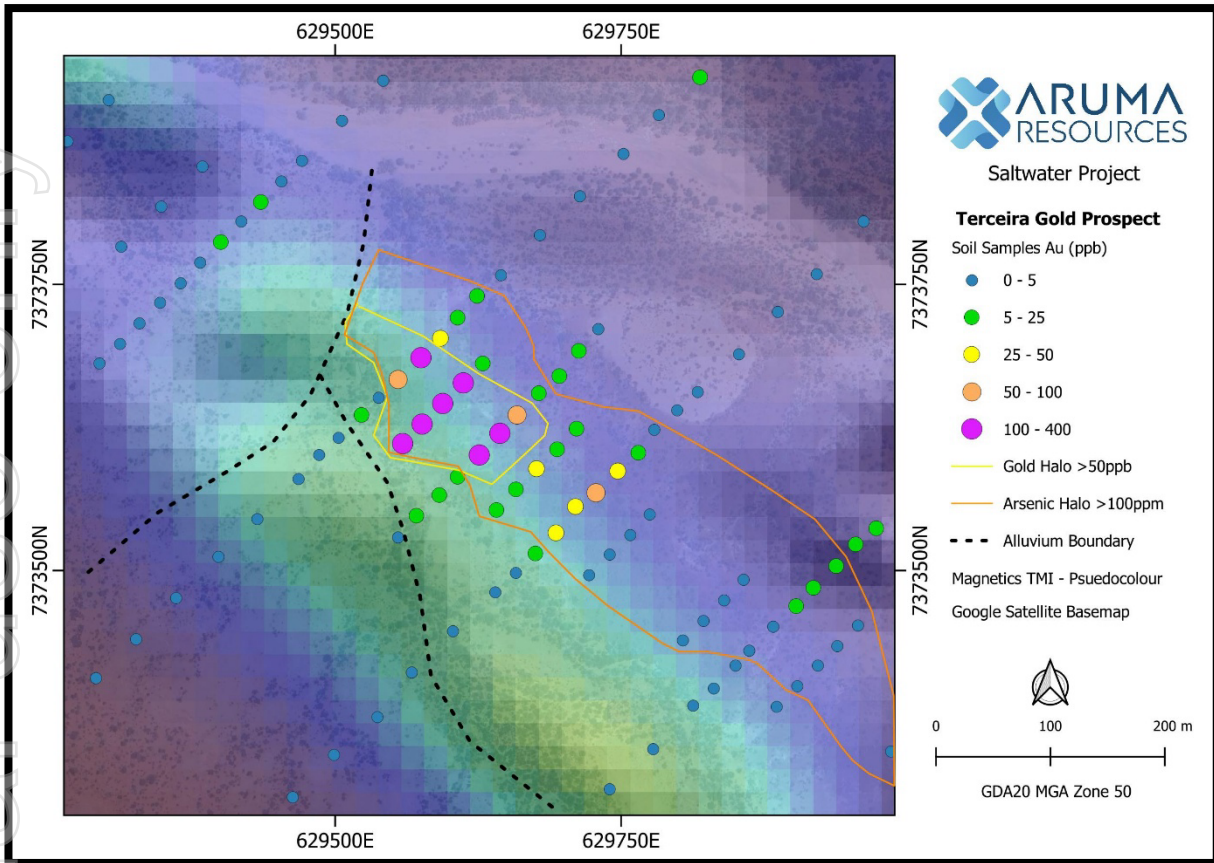 629500E
629750E
7373750N
7373750N
7373500N
7373500N
629500E
629750E
ARUMA
RESOURCES
Saltwater Project
Terceira Gold Prospect
Soil Samples Au (ppb)
0 - 5
5 - 25
25 - 50
50 - 100
100 - 400
Gold Halo >50ppb
Arsenic Halo >100ppm
Alluvium Boundary
Magnetics TMI - Psuedocolour
Google Satellite Basemap
0
100
200 m
GDA20 MGA Zone 50